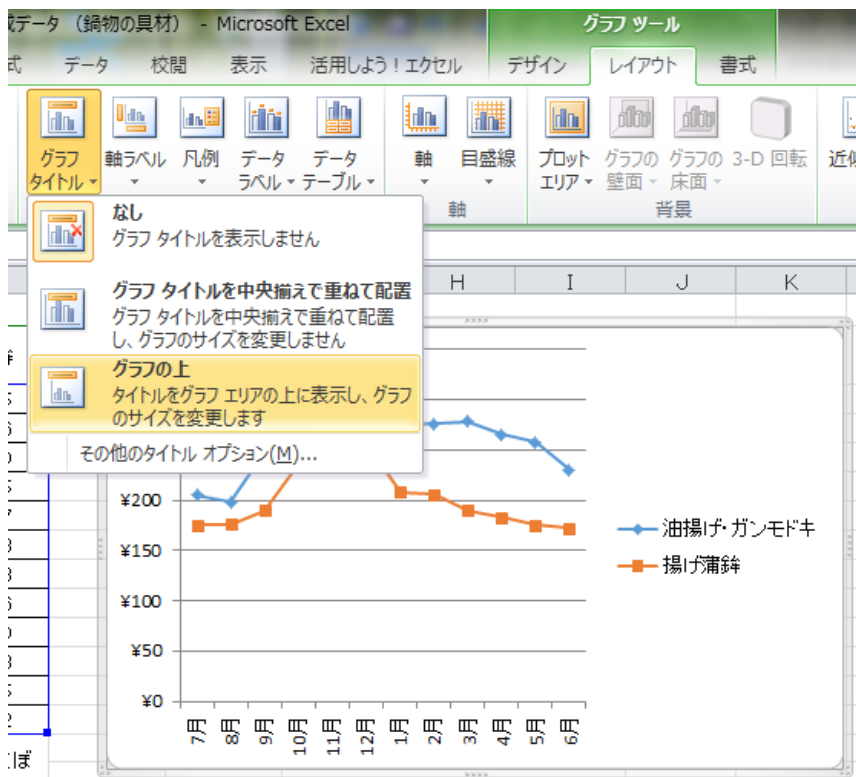 成データ (鍋物の具材) - Microsoft Excel
グラフ ツール
式 データ 校閲 表示 活用しよう!エクセル デザイン レイアウト 書式
グラフ タイトル
軸ラベル
凡例
データ ラベル
データ テーブル
軸
目盛線
プロット エリア
グラフの 壁面
グラフの 床面
3-D 回転
軸
背景
なし
グラフ タイトルを表示しません
グラフ タイトルを中央揃えで重ねて配置
グラフ タイトルを中央揃えで重ねて配置
し、グラフのサイズを変更しません
グラフの上
タイトルをグラフ エリアの上に表示し、グラフ
のサイズを変更します
その他のタイトル オプション(M)...
H I J K
¥200
¥150
¥100
¥50
¥0
7月 8月 9月 10月 11月 12月 1月 2月 3月 4月 5月 6月
油揚げ・ガンモドキ
揚げ蒲鉾